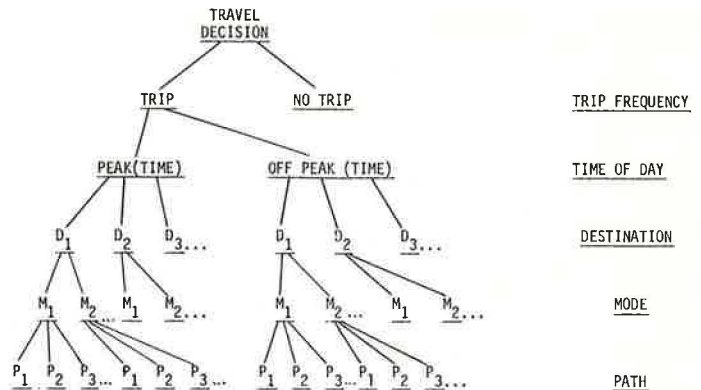 TRAVEL
DECISION
TRIP NO TRIP TRIP FREQUENCY
PEAK(TIME) OFF PEAK (TIME) TIME OF DAY
D1 D2 D3... D1 D2 D3... DESTINATION
M1 M2... M1 M2... M1 M2... M1 M2... MODE
P1 P2 P3... P1 P2 P3... P1 P2 P3... P1 P2 P3... PATH